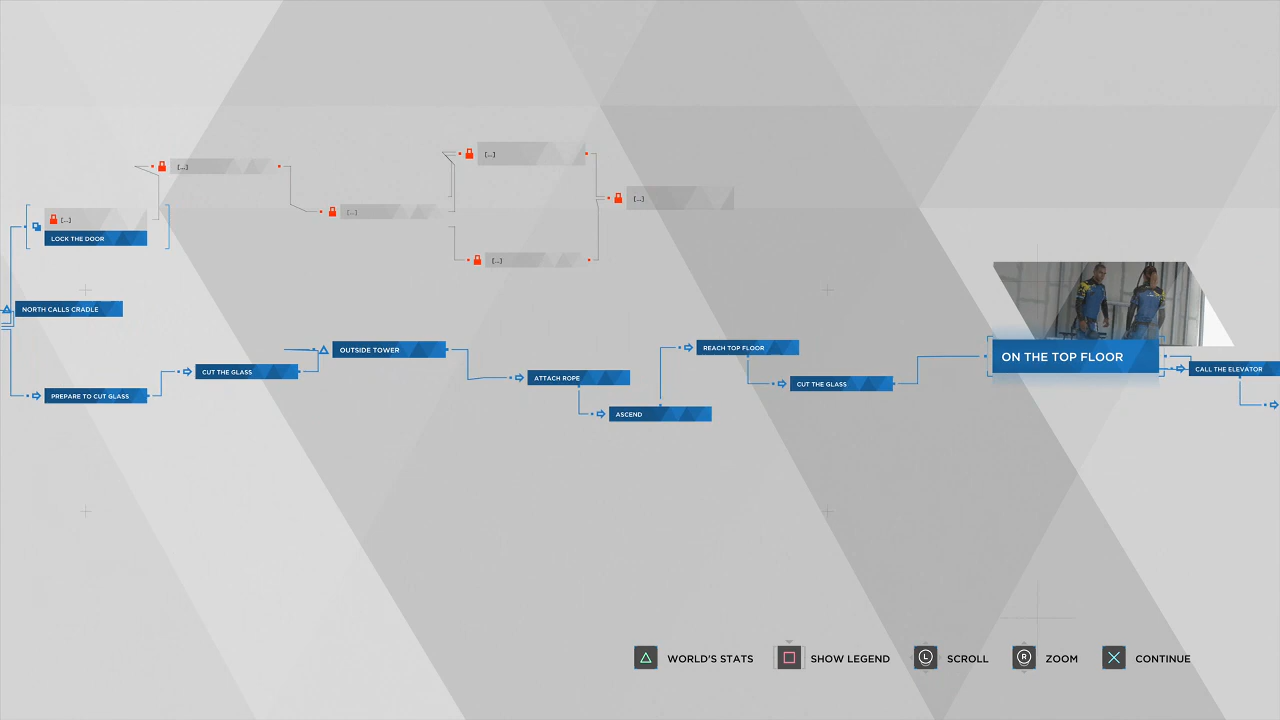 [...]
[...]
[...]
[...]
[...]
[...]
LOCK THE DOOR
NORTH CALLS CRADLE
OUTSIDE TOWER
REACH TOP FLOOR
ON THE TOP FLOOR
CUT THE GLASS
CALL THE ELEVATOR
ATTACH ROPE
CUT THE GLASS
PREPARE TO CUT GLASS
ASCEND
WORLD'S STATS
SHOW LEGEND
L SCROLL
R ZOOM
CONTINUE